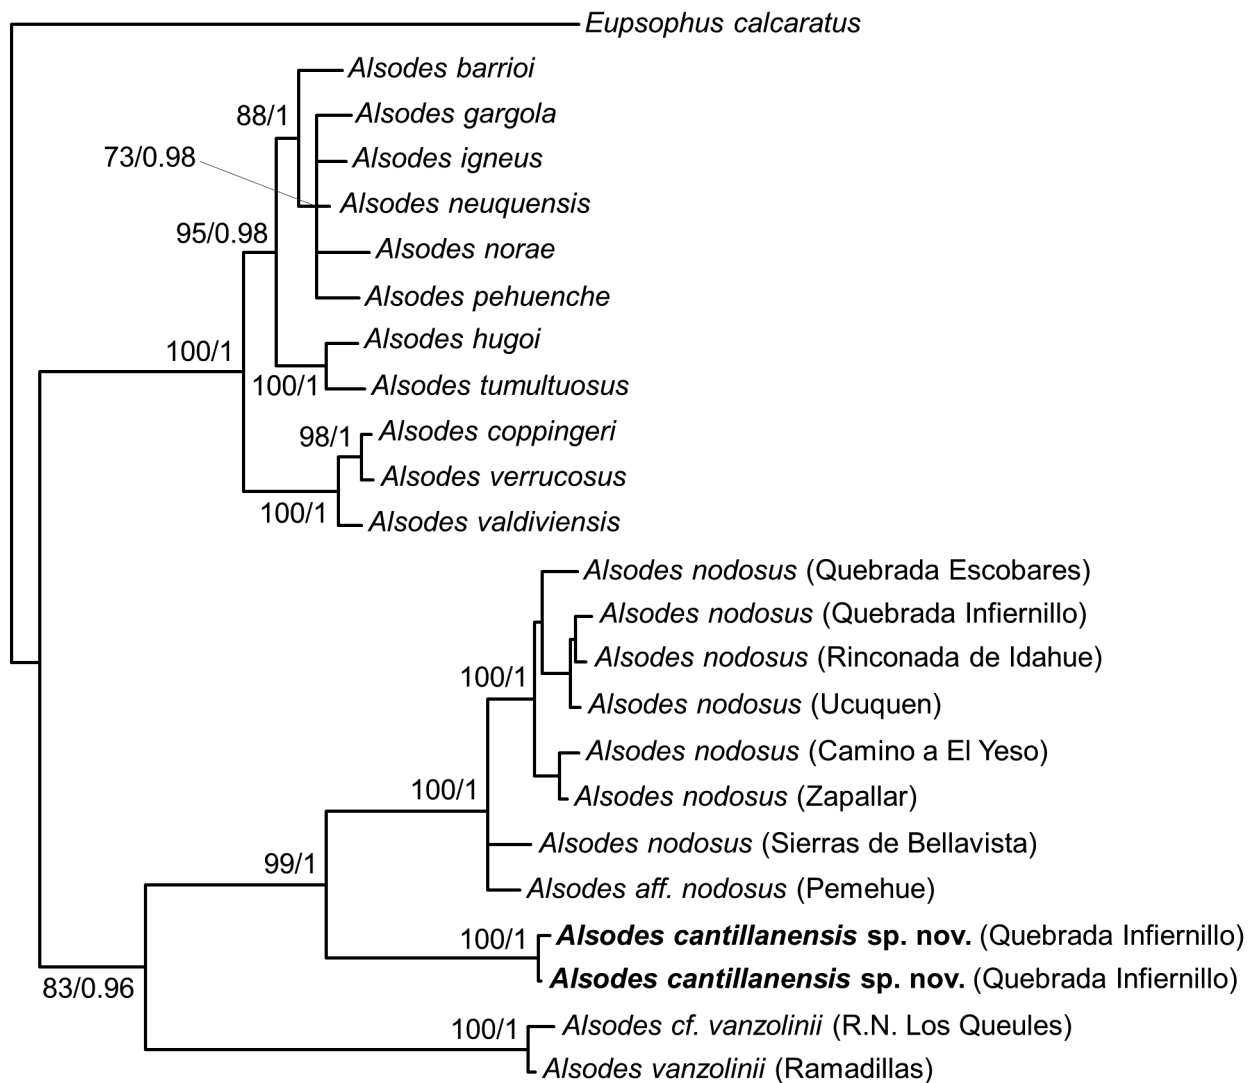 Eupsophus calcaratus
Alsodes barrioi
88/1
Alsodes gargola
73/0.98
Alsodes igneus
Alsodes neuquensis
95/0.98
Alsodes norae
Alsodes pehuenche
100/1
Alsodes hugoi
100/1
Alsodes tumultuosus
98/1
Alsodes coppingeri
Alsodes verrucosus
100/1
Alsodes valdiviensis
Alsodes nodosus (Quebrada Escobares)
Alsodes nodosus (Quebrada Infiernillo)
Alsodes nodosus (Rinconada de Idahue)
100/1
Alsodes nodosus (Ucuquen)
Alsodes nodosus (Camino a El Yeso)
100/1
Alsodes nodosus (Zapallar)
Alsodes nodosus (Sierras de Bellavista)
99/1
Alsodes aff. nodosus (Pemehue)
100/1
Alsodes cantillanensis sp. nov. (Quebrada Infiernillo)
Alsodes cantillanensis sp. nov. (Quebrada Infiernillo)
83/0.96
100/1
Alsodes cf. vanzolinii (R.N. Los Queules)
Alsodes vanzolinii (Ramadillas)